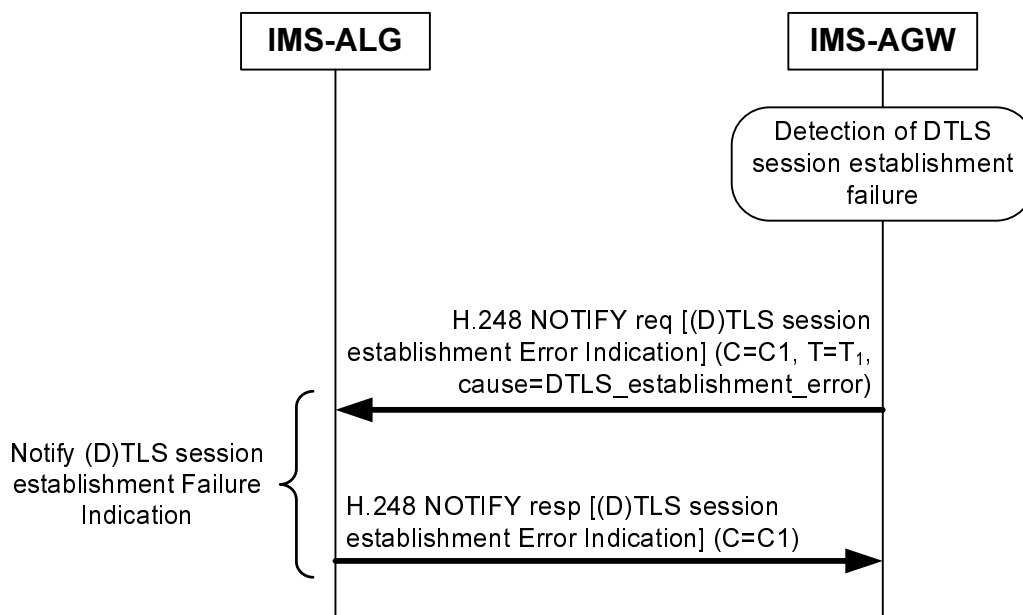 IMS-ALG
IMS-AGW
Detection of DTLS
session establishment
failure
H.248 NOTIFY req [(D)TLS session
establishment Error Indication] (C=C1, T=T₁,
cause=DTLS_establishment_error)
Notify (D)TLS session
establishment Failure
Indication
H.248 NOTIFY resp [(D)TLS session
establishment Error Indication] (C=C1)